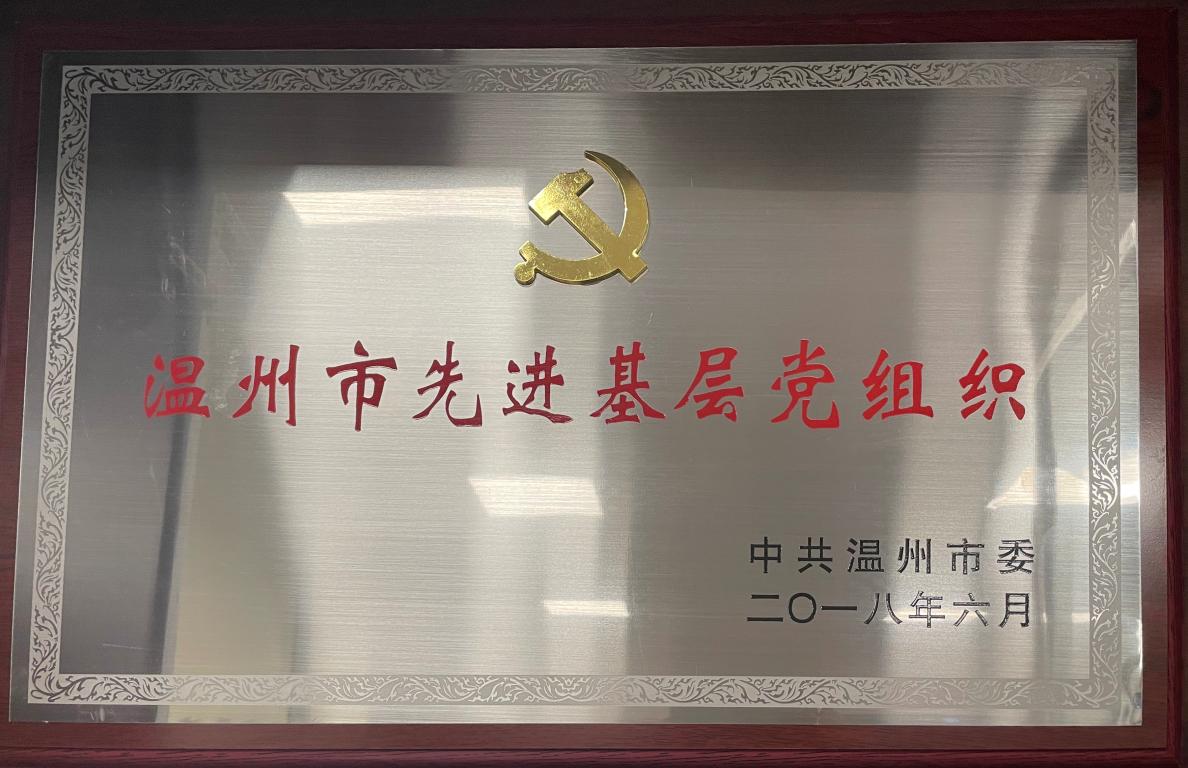 温州市先进基层党组织
中共温州市委
二〇一八年六月